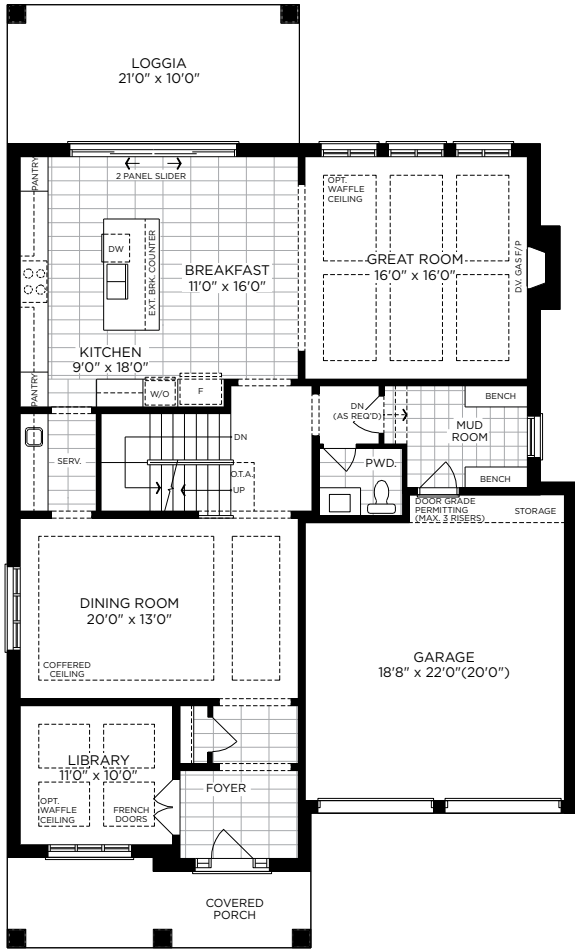 LOGGIA
21'0" x 10'0"
PANTRY
2 PANEL SLIDER
OPT.
WAFFLE
CEILING
DW
EXT. BRK. COUNTER
BREAKFAST
11'0" x 16'0"
GREAT ROOM
16'0" x 16'0"
D.V. GAS F/P
KITCHEN
9'0" x 18'0"
PANTRY
W/O
F
BENCH
DN
(AS REQ'D)
MUD
ROOM
SERV.
DN
O.T.A.
UP
PWD.
BENCH
DOOR GRADE
PERMITTING
(MAX. 3 RISERS)
STORAGE
DINING ROOM
20'0" x 13'0"
COFFERED
CEILING
GARAGE
18'8" x 22'0"(20'0")
LIBRARY
11'0" x 10'0"
OPT.
WAFFLE
CEILING
FRENCH
DOORS
FOYER
COVERED
PORCH